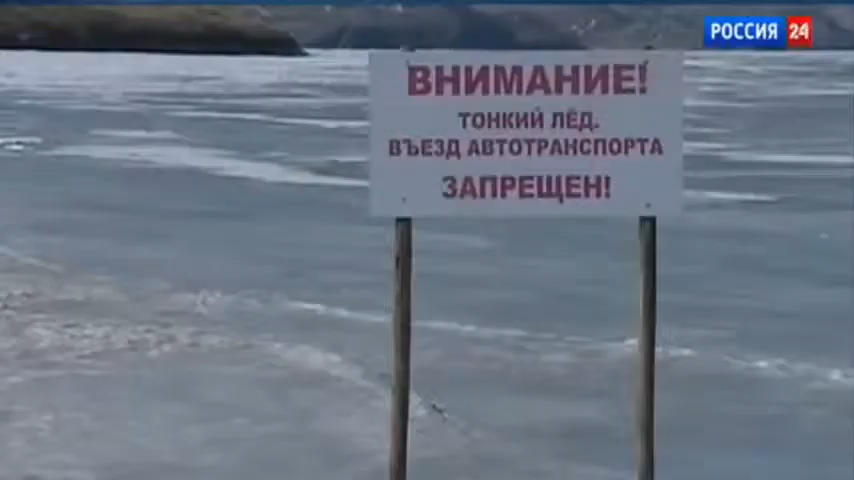 РОССИЯ 24
ВНИМАНИЕ!
ТОНКИЙ ЛЁД.
ВЪЕЗД АВТОТРАНСПОРТА
ЗАПРЕЩЕН!